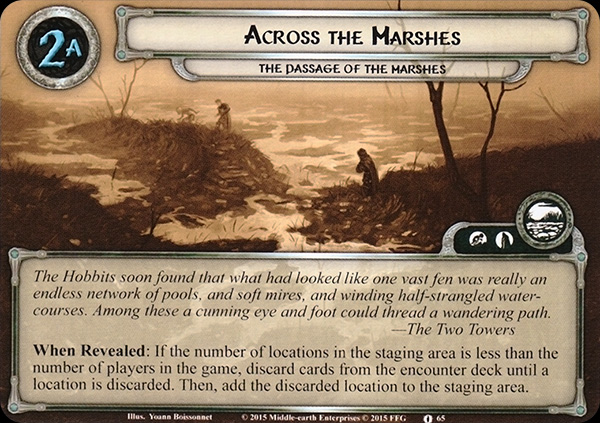 2A
ACROSS THE MARSHES
THE PASSAGE OF THE MARSHES
The Hobbits soon found that what had looked like one vast fen was really an
endless network of pools, and soft mires, and winding half-strangled water-
courses. Among these a cunning eye and foot could thread a wandering path.
—The Two Towers
When Revealed: If the number of locations in the staging area is less than the
number of players in the game, discard cards from the encounter deck until a
location is discarded. Then, add the discarded location to the staging area.
Illus. Yoann Boissonnet © 2015 Middle-earth Enterprises © 2015 FFG 65